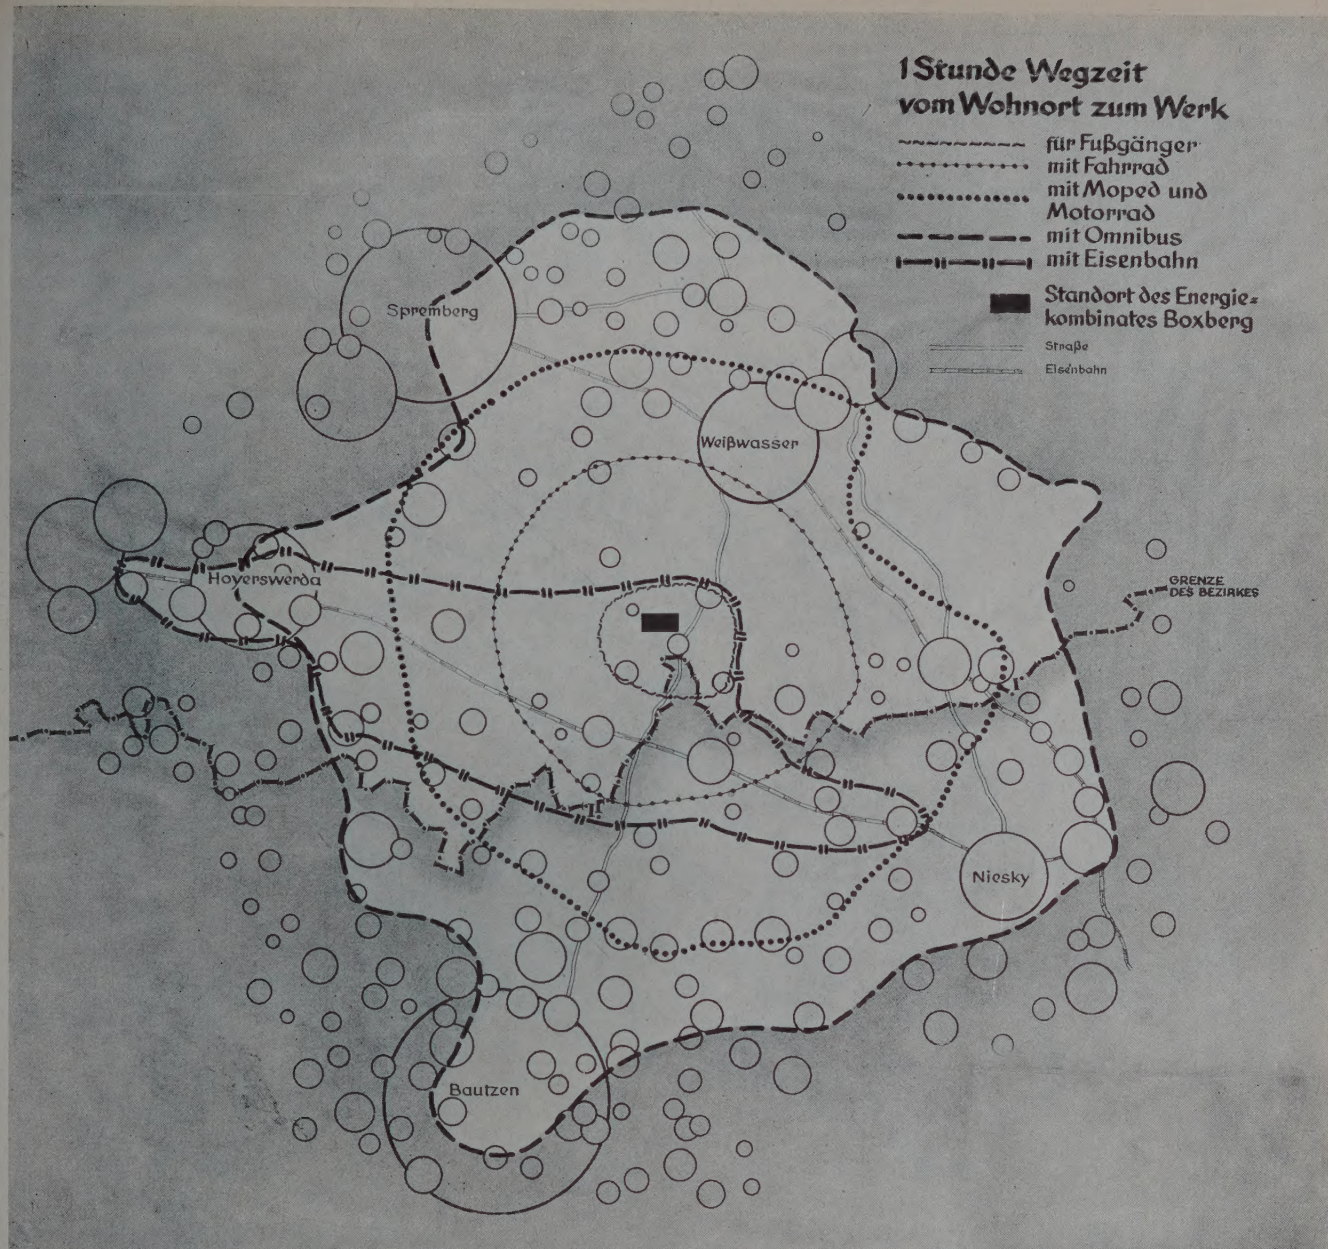 1 Stunde Wegzeit
vom Wohnort zum Werk
für Fußgänger
mit Fahrrad
mit Moped und
Motorrad
mit Omnibus
mit Eisenbahn
Standort des Energie=
kombinates Boxberg
Straße
Eisenbahn
Spremberg
Weißwasser
Hoyerswerda
GRENZE
DES BEZIRKES
Niesky
Bautzen